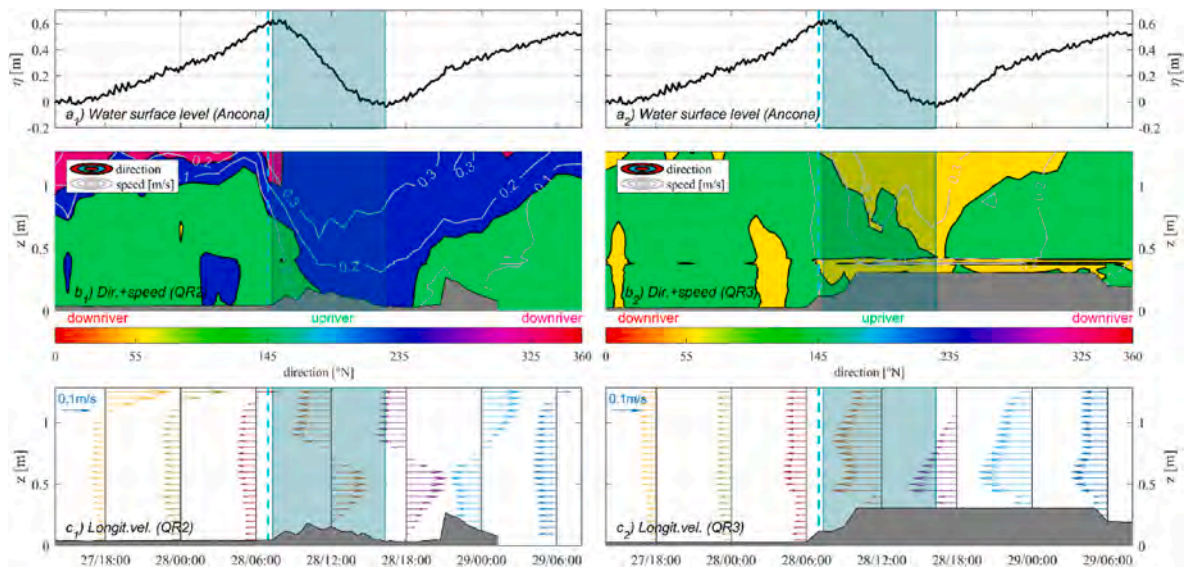 0.6 0.6
0.4 0.4
η [m] η [m]
0.2 0.2
0 0
a1) Water surface level (Ancona) a2) Water surface level (Ancona)
-0.2 -0.2
direction direction
speed [m/s] speed [m/s]
0.2 0.1 0.3 0.3 0.3 0.2 0.1 0.2
1 1
z [m] z [m]
0.5 0.5
0.2
b1) Dir.+speed (QR2) b2) Dir.+speed (QR3)
0 0
downriver upriver downriver downriver upriver downriver
0 55 145 235 325 360 0 55 145 235 325 360
direction [°N] direction [°N]
0.1m/s 0.1m/s
1 1
z [m] z [m]
0.5 0.5
c1) Longit.vel. (QR2) c2) Longit.vel. (QR3)
0 0
27/18:00 28/00:00 28/06:00 28/12:00 28/18:00 29/00:00 29/06:00 27/18:00 28/00:00 28/06:00 28/12:00 28/18:00 29/00:00 29/06:00